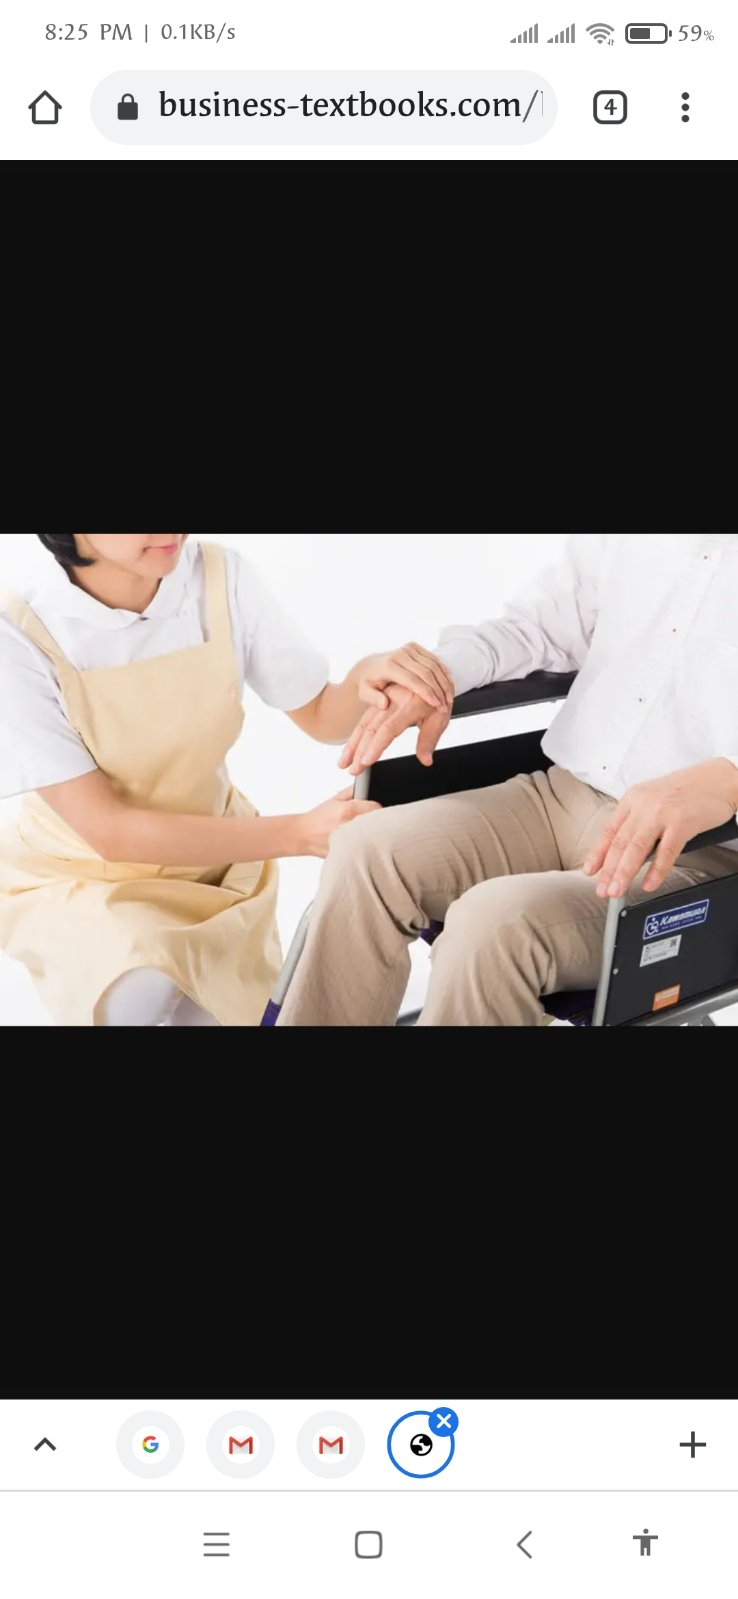 8:25 PM | 0.1KB/s
59%
business-textbooks.com/
4
KAWAMURA